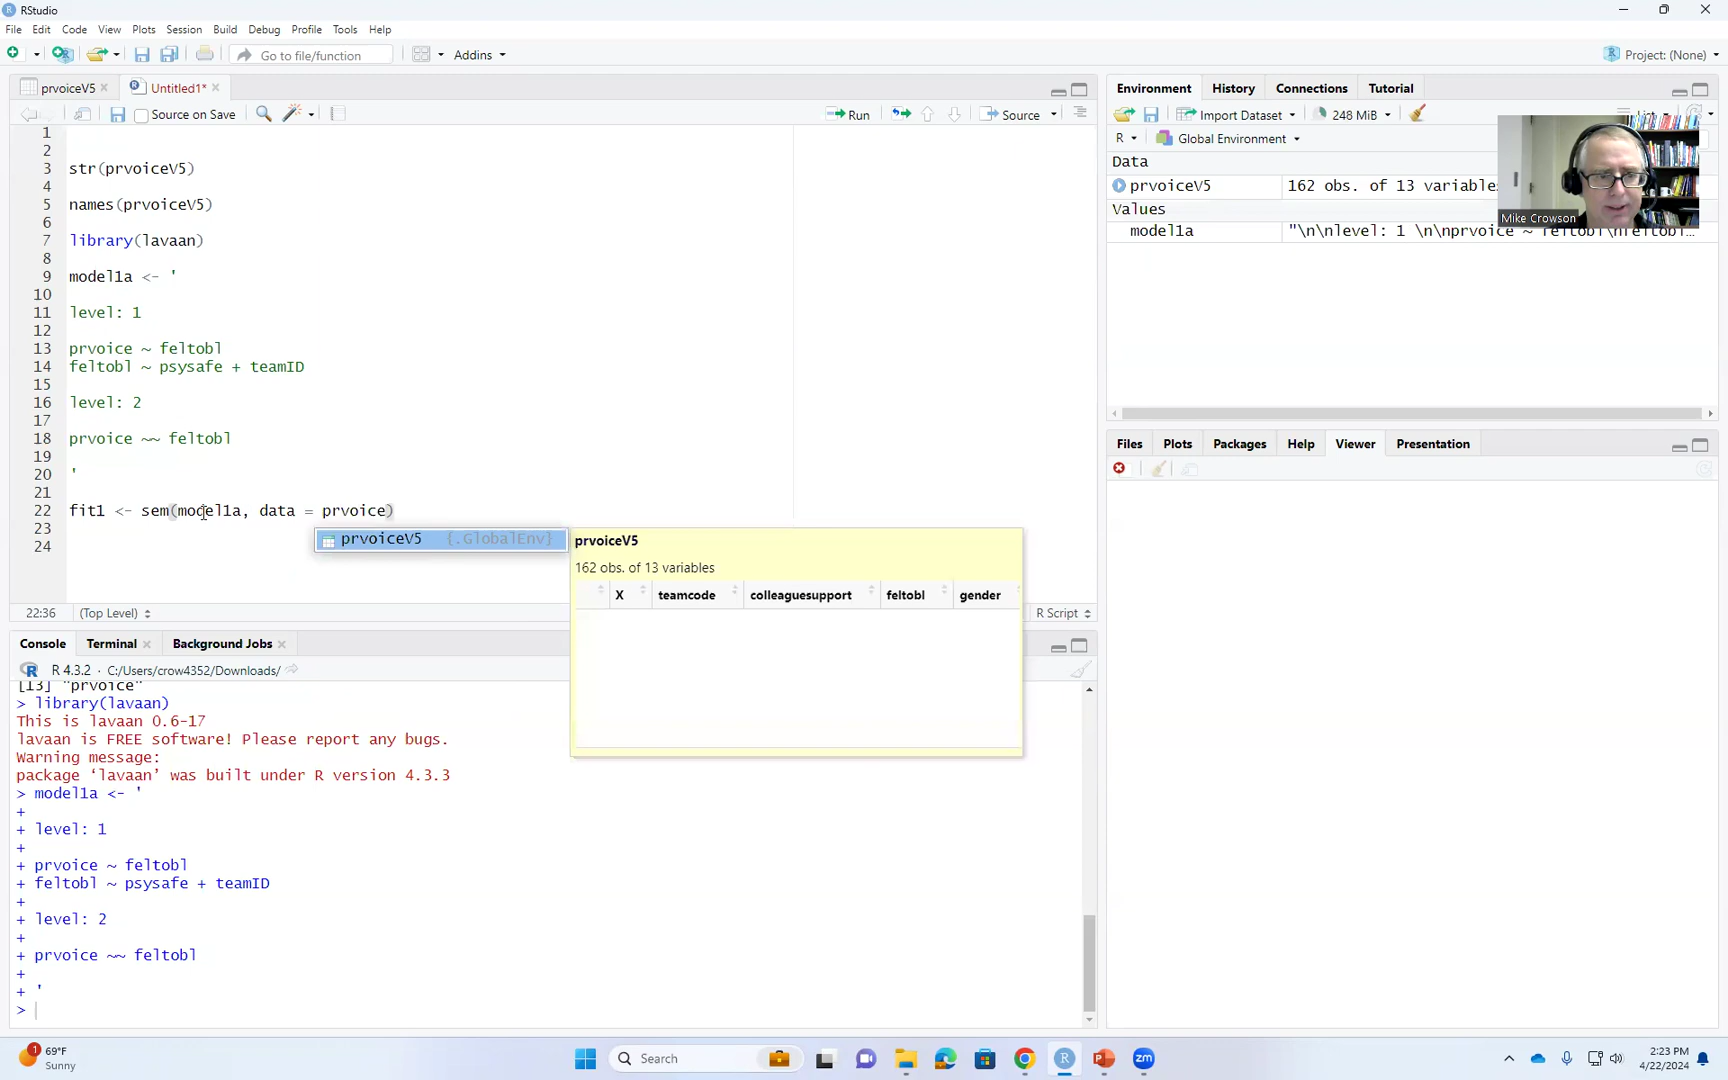 RStudio
File Edit Code View Plots Session Build Debug Profile Tools Help
Go to file/function Addins Project: (None)
prvoiceV5 Untitled1*
Source on Save Run Source
1
2
3 str(prvoiceV5)
4
5 names(prvoiceV5)
6
7 library(lavaan)
8
9 model1a <- '
10
11 level: 1
12
13 prvoice ~ feltobl
14 feltobl ~ psysafe + teamID
15
16 level: 2
17
18 prvoice ~~ feltobl
19
20 '
21
22 fit1 <- sem(model1a, data = prvoice)
23
24
prvoiceV5 {.GlobalEnv}
prvoiceV5
162 obs. of 13 variables
X teamcode colleaguesupport feltobl gender
22:36 (Top Level) R Script
Console Terminal Background Jobs
R 4.3.2 · C:/Users/crow4352/Downloads/
[13] "prvoice"
> library(lavaan)
This is lavaan 0.6-17
lavaan is FREE software! Please report any bugs.
Warning message:
package ‘lavaan’ was built under R version 4.3.3
> model1a <- '
+
+ level: 1
+
+ prvoice ~ feltobl
+ feltobl ~ psysafe + teamID
+
+ level: 2
+
+ prvoice ~~ feltobl
+
+ '
>
Environment History Connections Tutorial
Import Dataset 248 MiB List
R Global Environment
Data
prvoiceV5 162 obs. of 13 variables
Values
model1a "\n\nlevel: 1 \n\nprvoice ~ feltobl\nfeltobl…
Mike Crowson
Files Plots Packages Help Viewer Presentation
1 69°F
Sunny
Search
2:23 PM
4/22/2024